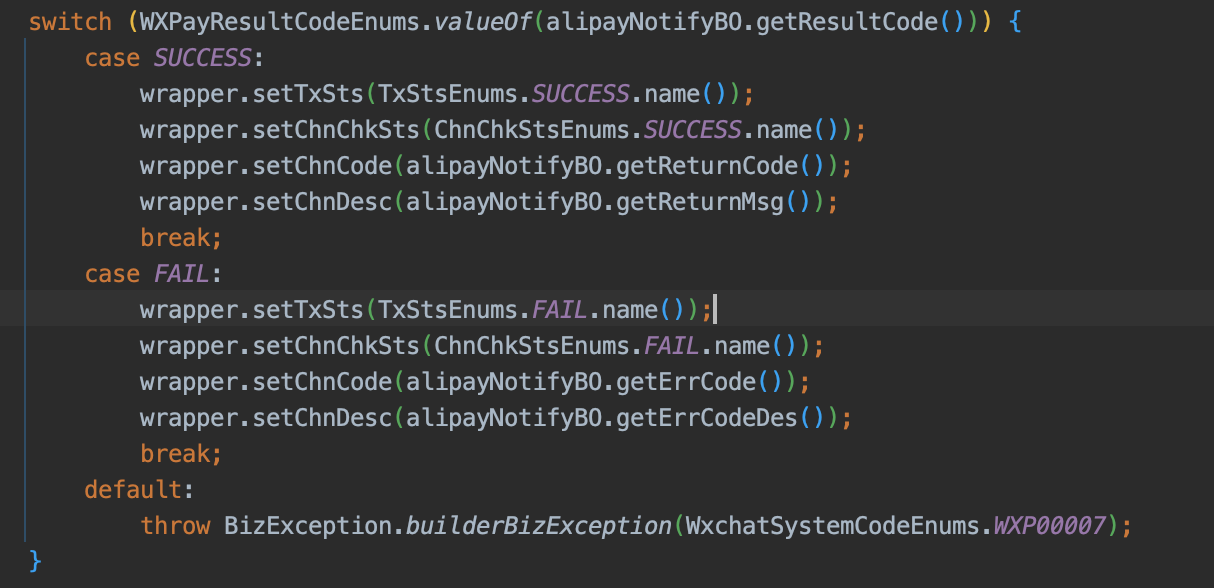 switch (WXPayResultCodeEnums.valueOf(alipayNotifyBO.getResultCode())) {
case SUCCESS:
wrapper.setTxSts(TxStsEnums.SUCCESS.name());
wrapper.setChnChkSts(ChnChkStsEnums.SUCCESS.name());
wrapper.setChnCode(alipayNotifyBO.getReturnCode());
wrapper.setChnDesc(alipayNotifyBO.getReturnMsg());
break;
case FAIL:
wrapper.setTxSts(TxStsEnums.FAIL.name());
wrapper.setChnChkSts(ChnChkStsEnums.FAIL.name());
wrapper.setChnCode(alipayNotifyBO.getErrCode());
wrapper.setChnDesc(alipayNotifyBO.getErrCodeDes());
break;
default:
throw BizException.builderBizException(WxchatSystemCodeEnums.WXP00007);
}